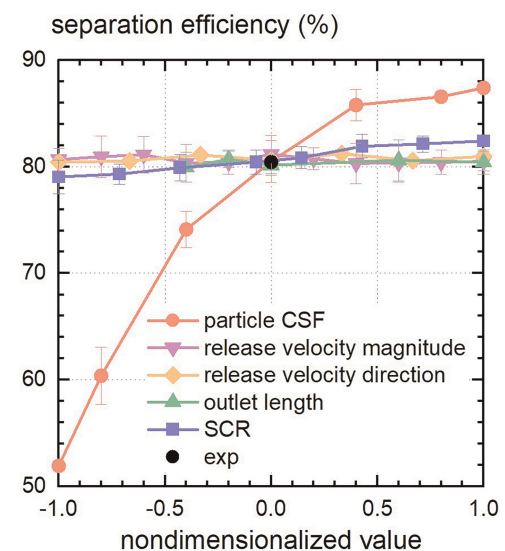 separation efficiency (%)
90
80
70
60
50
particle CSF
release velocity magnitude
release velocity direction
outlet length
SCR
exp
-1.0 -0.5 0.0 0.5 1.0
nondimensionalized value